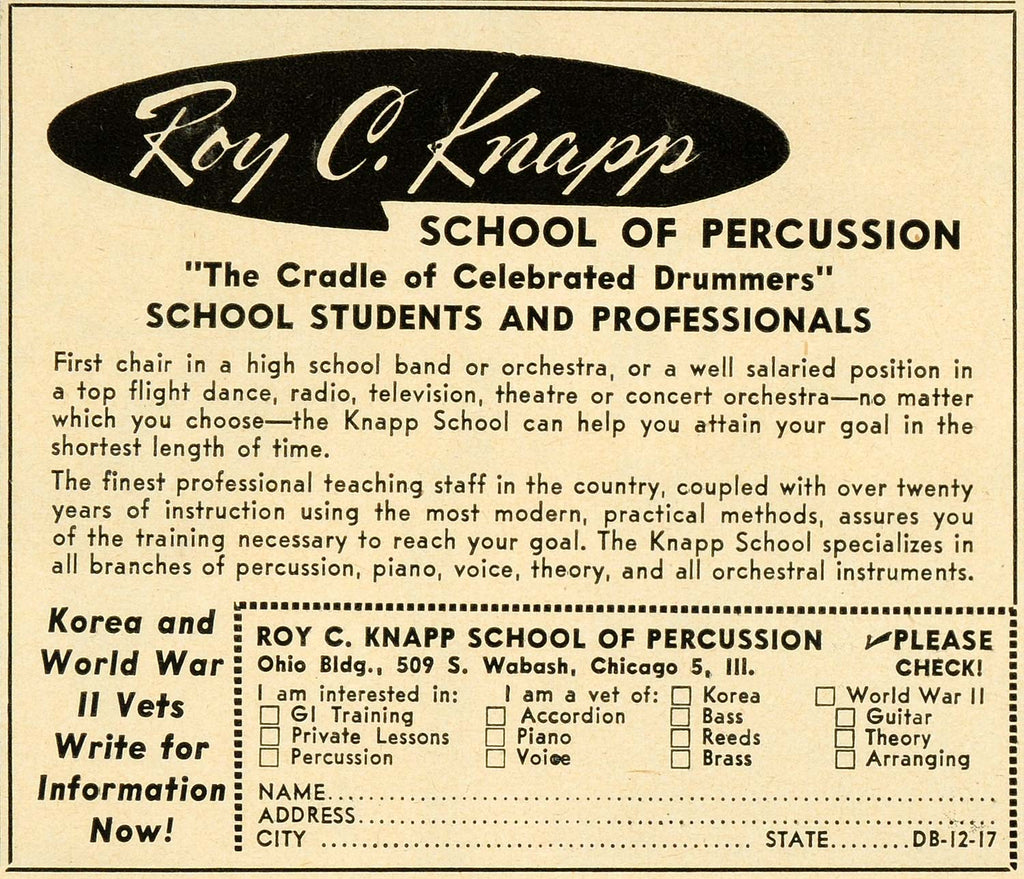 Roy C. Knapp
SCHOOL OF PERCUSSION
"The Cradle of Celebrated Drummers"
SCHOOL STUDENTS AND PROFESSIONALS
First chair in a high school band or orchestra, or a well salaried position in
a top flight dance, radio, television, theatre or concert orchestra—no matter
which you choose—the Knapp School can help you attain your goal in the
shortest length of time.
The finest professional teaching staff in the country, coupled with over twenty
years of instruction using the most modern, practical methods, assures you
of the training necessary to reach your goal. The Knapp School specializes in
all branches of percussion, piano, voice, theory, and all orchestral instruments.
Korea and
World War
II Vets
Write for
Information
Now!
ROY C. KNAPP SCHOOL OF PERCUSSION ✓PLEASE
Ohio Bldg., 509 S. Wabash, Chicago 5, Ill. CHECK!
I am interested in: I am a vet of: ☐ Korea ☐ World War II
☐ GI Training ☐ Accordion ☐ Bass ☐ Guitar
☐ Private Lessons ☐ Piano ☐ Reeds ☐ Theory
☐ Percussion ☐ Voice ☐ Brass ☐ Arranging
NAME..........................................................................
ADDRESS......................................................................
CITY ................................................ STATE........DB-12-17